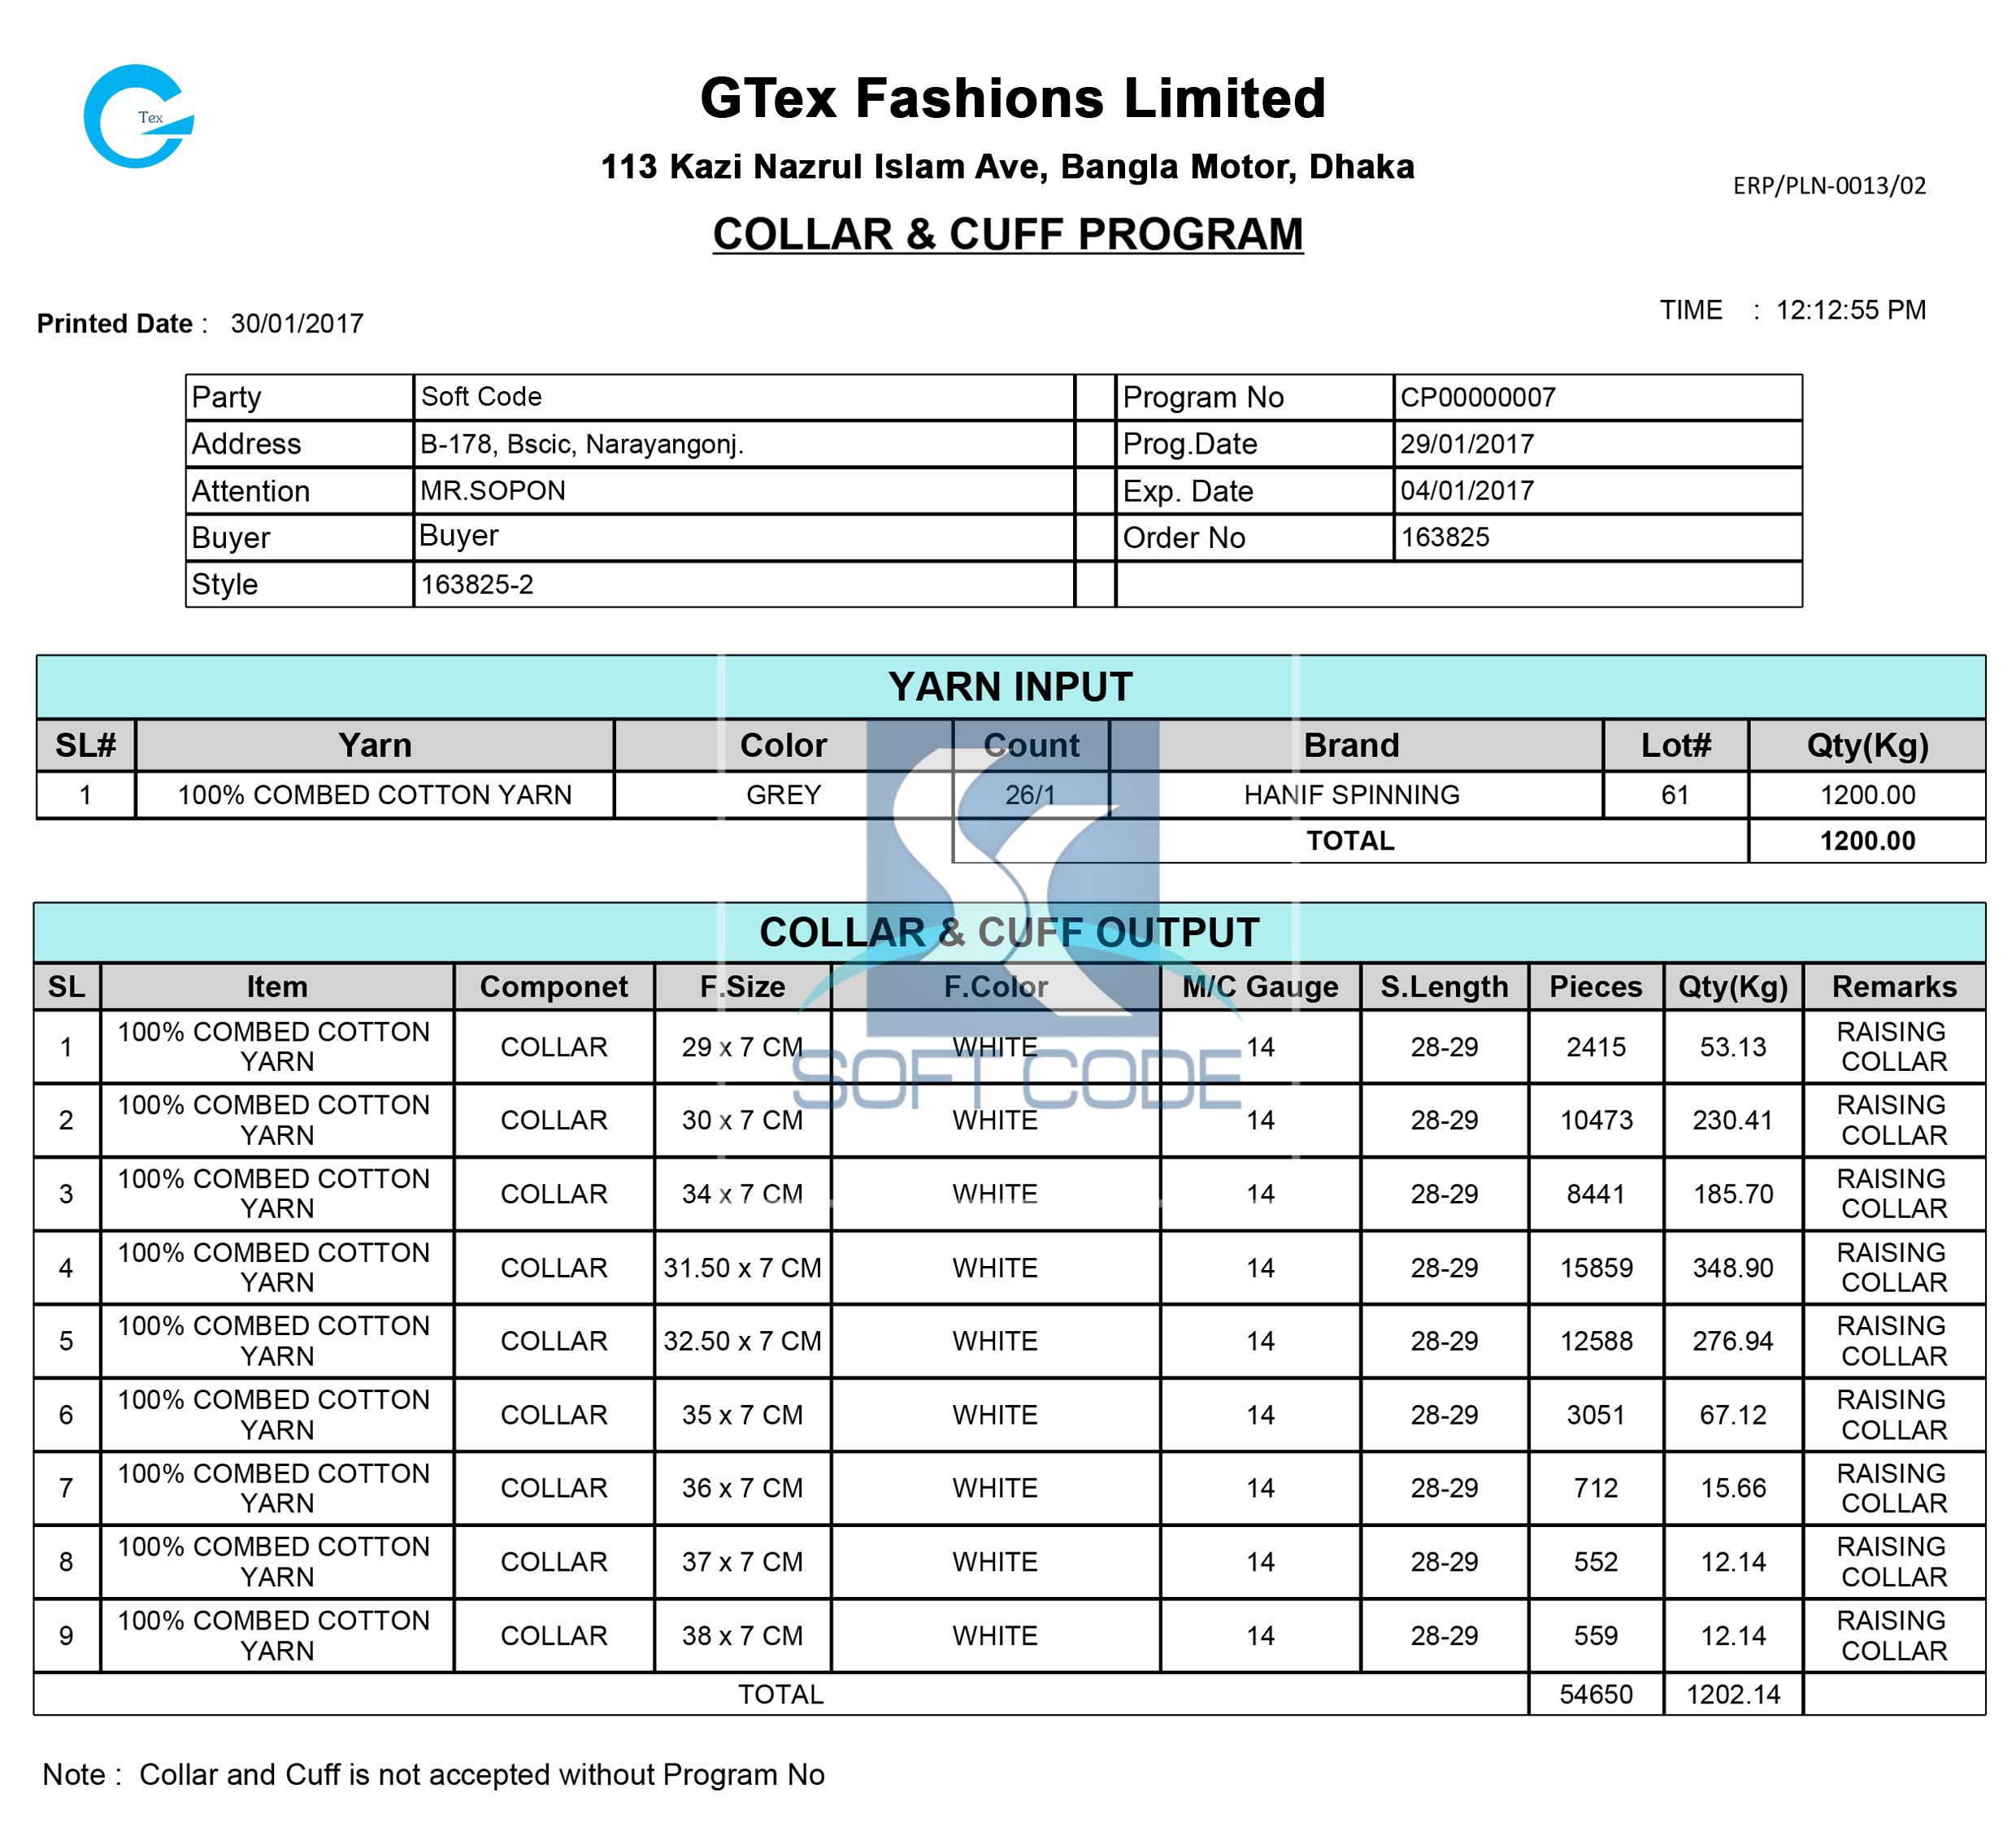 Tex
GTex Fashions Limited
113 Kazi Nazrul Islam Ave, Bangla Motor, Dhaka
ERP/PLN-0013/02
COLLAR & CUFF PROGRAM
Printed Date : 30/01/2017
TIME : 12:12:55 PM
Party Soft Code Program No CP00000007
Address B-178, Bscic, Narayangonj. Prog.Date 29/01/2017
Attention MR.SOPON Exp. Date 04/01/2017
Buyer Buyer Order No 163825
Style 163825-2
YARN INPUT
SL# Yarn Color Count Brand Lot# Qty(Kg)
1 100% COMBED COTTON YARN GREY 26/1 HANIF SPINNING 61 1200.00
TOTAL 1200.00
COLLAR & CUFF OUTPUT
SL Item Componet F.Size F.Color M/C Gauge S.Length Pieces Qty(Kg) Remarks
1 100% COMBED COTTON YARN COLLAR 29 x 7 CM WHITE 14 28-29 2415 53.13 RAISING COLLAR
SOFT CODE
2 100% COMBED COTTON YARN COLLAR 30 x 7 CM WHITE 14 28-29 10473 230.41 RAISING COLLAR
3 100% COMBED COTTON YARN COLLAR 34 x 7 CM WHITE 14 28-29 8441 185.70 RAISING COLLAR
4 100% COMBED COTTON YARN COLLAR 31.50 x 7 CM WHITE 14 28-29 15859 348.90 RAISING COLLAR
5 100% COMBED COTTON YARN COLLAR 32.50 x 7 CM WHITE 14 28-29 12588 276.94 RAISING COLLAR
6 100% COMBED COTTON YARN COLLAR 35 x 7 CM WHITE 14 28-29 3051 67.12 RAISING COLLAR
7 100% COMBED COTTON YARN COLLAR 36 x 7 CM WHITE 14 28-29 712 15.66 RAISING COLLAR
8 100% COMBED COTTON YARN COLLAR 37 x 7 CM WHITE 14 28-29 552 12.14 RAISING COLLAR
9 100% COMBED COTTON YARN COLLAR 38 x 7 CM WHITE 14 28-29 559 12.14 RAISING COLLAR
TOTAL 54650 1202.14
Note : Collar and Cuff is not accepted without Program No